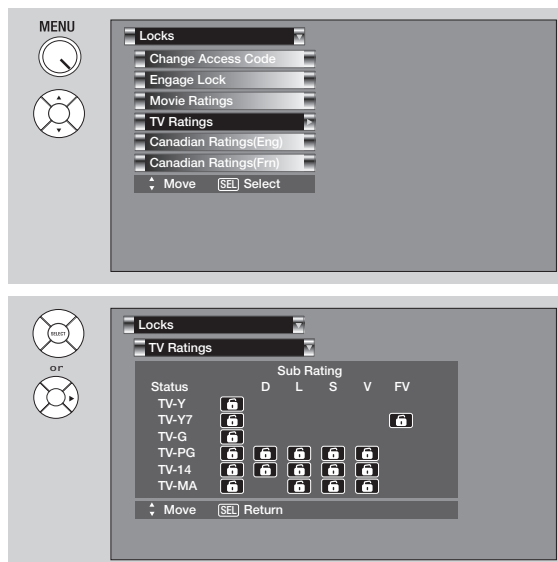 MENU
Locks
Change Access Code
Engage Lock
Movie Ratings
TV Ratings
Canadian Ratings(Eng)
Canadian Ratings(Frn)
Move SEL Select
SELECT
or
Locks
TV Ratings
Sub Rating
Status D L S V FV
TV-Y
TV-Y7
TV-G
TV-PG
TV-14
TV-MA
Move SEL Return